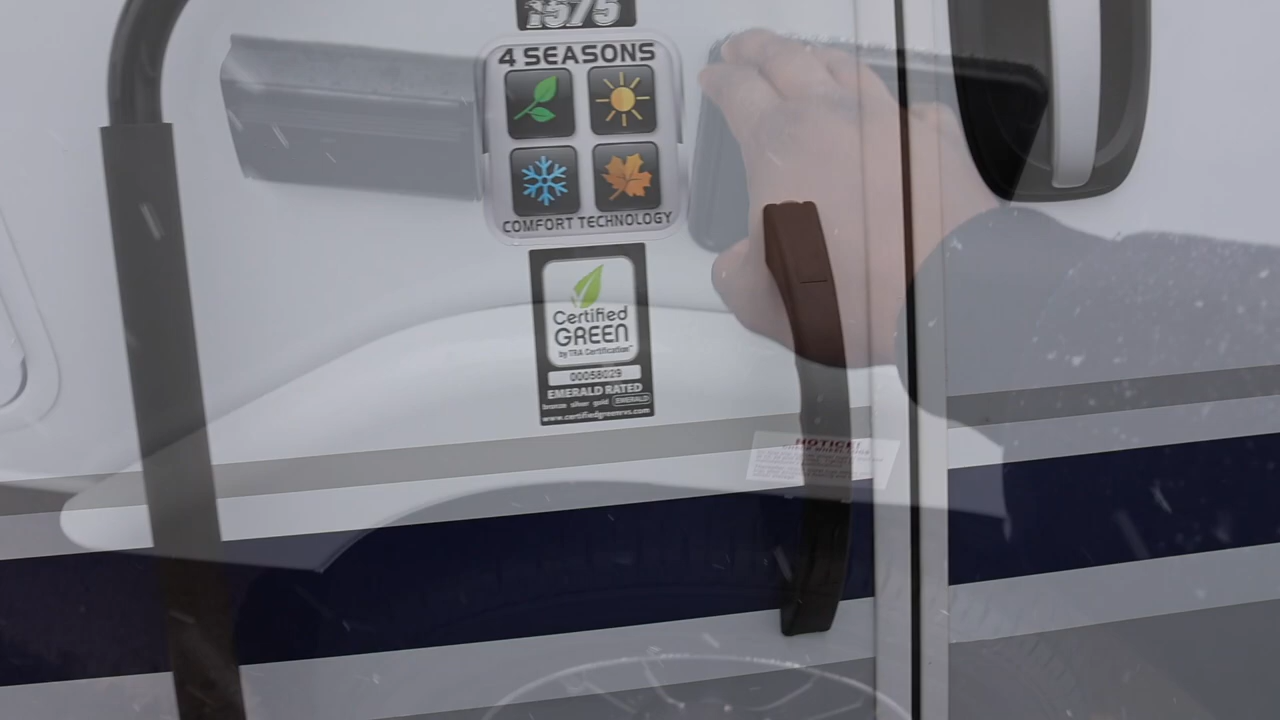 1575
4 SEASONS
COMFORT TECHNOLOGY
Certified
GREEN
by TRA Certification
00058029
EMERALD RATED
bronze silver gold EMERALD
www.certifiedgreenrvs.com
NOTICE!